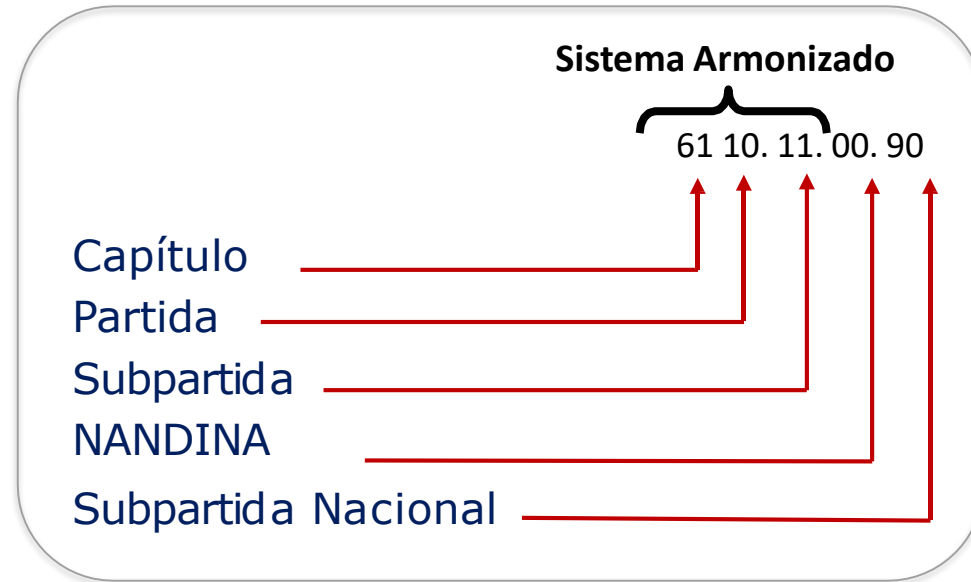 Sistema Armonizado
61 10. 11. 00. 90
Capítulo
Partida
Subpartida
NANDINA
Subpartida Nacional